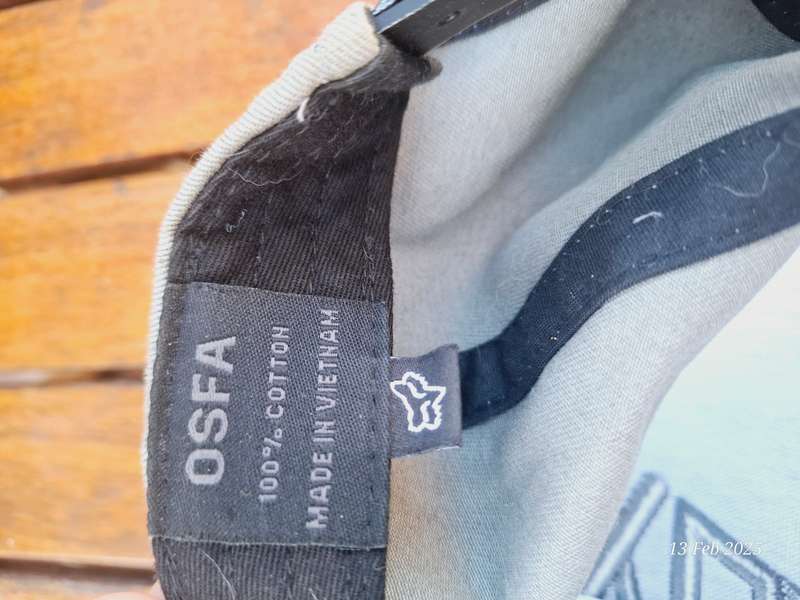 OSFA
100% COTTON
MADE IN VIETNAM
13 Feb 2025